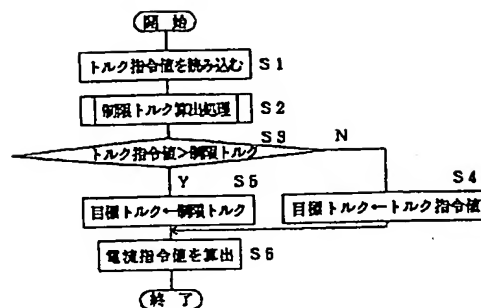 開 始
トルク指令値を読み込む S1
制限トルク算出処理 S2
S3
トルク指令値>制限トルク N
Y S5 S4
目標トルク←制限トルク 目標トルク←トルク指令値
電流指令値を算出 S6
終 了